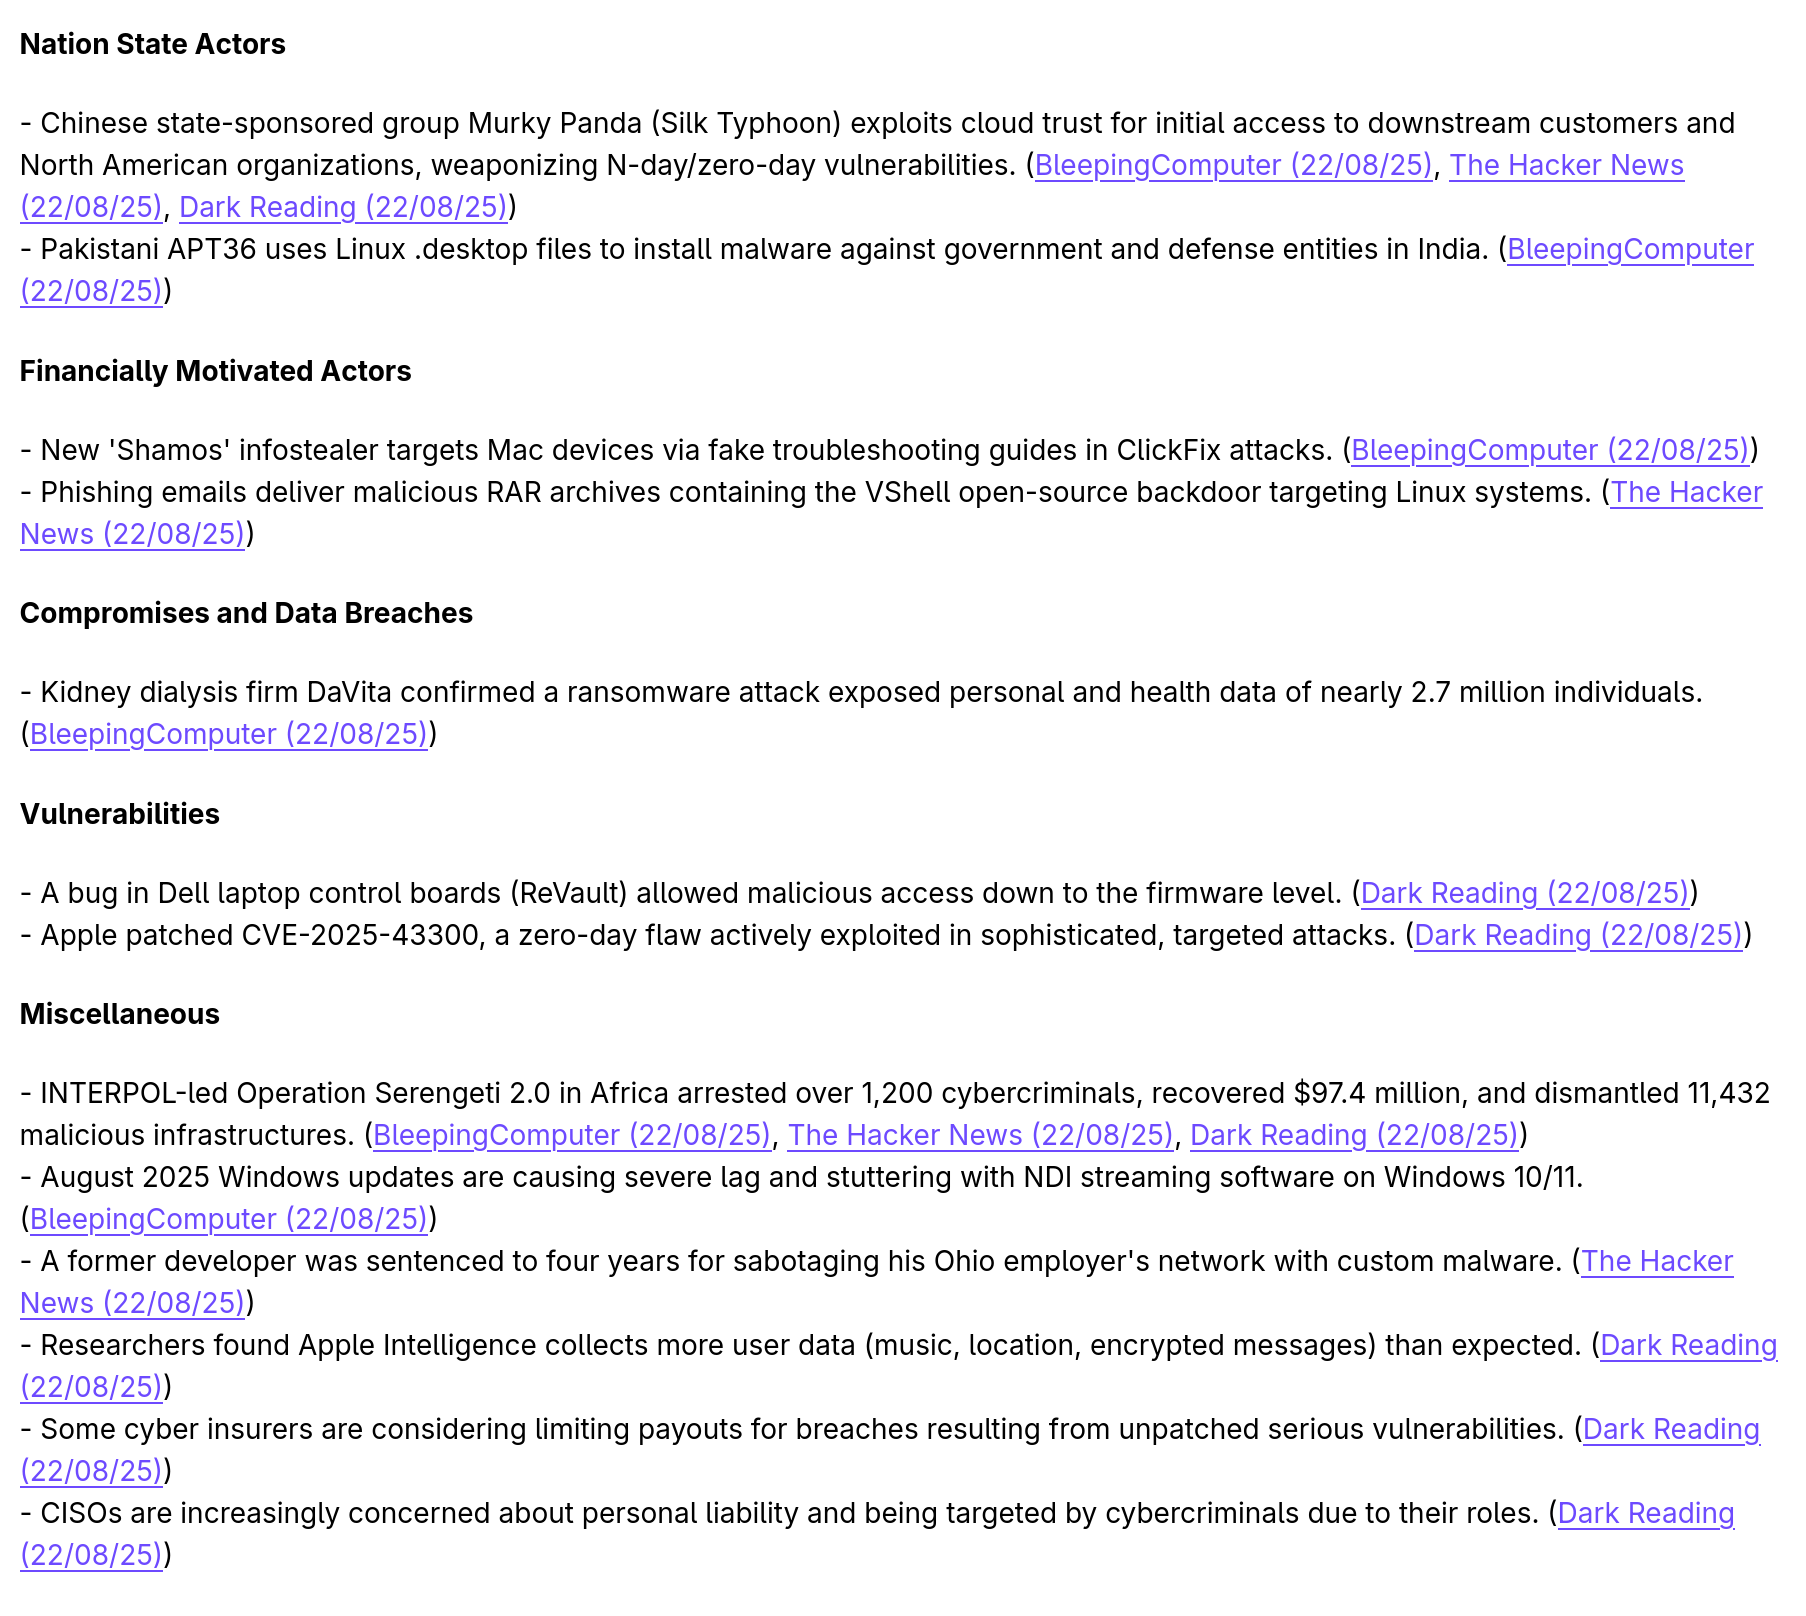 Nation State Actors
- Chinese state-sponsored group Murky Panda (Silk Typhoon) exploits cloud trust for initial access to downstream customers and
North American organizations, weaponizing N-day/zero-day vulnerabilities. (BleepingComputer (22/08/25), The Hacker News
(22/08/25), Dark Reading (22/08/25))
- Pakistani APT36 uses Linux .desktop files to install malware against government and defense entities in India. (BleepingComputer
(22/08/25))
Financially Motivated Actors
- New 'Shamos' infostealer targets Mac devices via fake troubleshooting guides in ClickFix attacks. (BleepingComputer (22/08/25))
- Phishing emails deliver malicious RAR archives containing the VShell open-source backdoor targeting Linux systems. (The Hacker
News (22/08/25))
Compromises and Data Breaches
- Kidney dialysis firm DaVita confirmed a ransomware attack exposed personal and health data of nearly 2.7 million individuals.
(BleepingComputer (22/08/25))
Vulnerabilities
- A bug in Dell laptop control boards (ReVault) allowed malicious access down to the firmware level. (Dark Reading (22/08/25))
- Apple patched CVE-2025-43300, a zero-day flaw actively exploited in sophisticated, targeted attacks. (Dark Reading (22/08/25))
Miscellaneous
- INTERPOL-led Operation Serengeti 2.0 in Africa arrested over 1,200 cybercriminals, recovered $97.4 million, and dismantled 11,432
malicious infrastructures. (BleepingComputer (22/08/25), The Hacker News (22/08/25), Dark Reading (22/08/25))
- August 2025 Windows updates are causing severe lag and stuttering with NDI streaming software on Windows 10/11.
(BleepingComputer (22/08/25))
- A former developer was sentenced to four years for sabotaging his Ohio employer's network with custom malware. (The Hacker
News (22/08/25))
- Researchers found Apple Intelligence collects more user data (music, location, encrypted messages) than expected. (Dark Reading
(22/08/25))
- Some cyber insurers are considering limiting payouts for breaches resulting from unpatched serious vulnerabilities. (Dark Reading
(22/08/25))
- CISOs are increasingly concerned about personal liability and being targeted by cybercriminals due to their roles. (Dark Reading
(22/08/25))